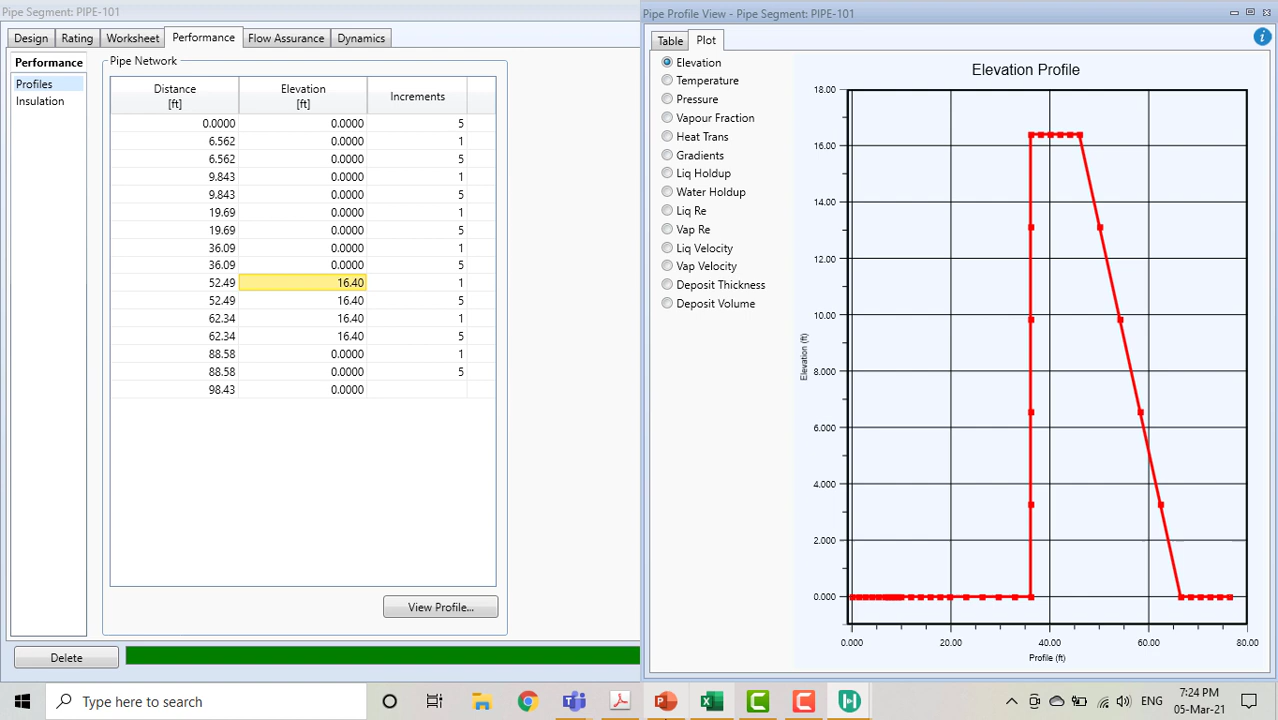 Pipe Segment: PIPE-101
Design Rating Worksheet Performance Flow Assurance Dynamics
Performance
Profiles
Insulation
Pipe Network
Distance [ft] Elevation [ft] Increments
0.0000 0.0000 5
6.562 0.0000 1
6.562 0.0000 5
9.843 0.0000 1
9.843 0.0000 5
19.69 0.0000 1
19.69 0.0000 5
36.09 0.0000 1
36.09 0.0000 5
52.49 16.40 1
52.49 16.40 5
62.34 16.40 1
62.34 16.40 5
88.58 0.0000 1
88.58 0.0000 5
98.43 0.0000
View Profile...
Delete
Pipe Profile View - Pipe Segment: PIPE-101
Table Plot
Elevation
Temperature
Pressure
Vapour Fraction
Heat Trans
Gradients
Liq Holdup
Water Holdup
Liq Re
Vap Re
Liq Velocity
Vap Velocity
Deposit Thickness
Deposit Volume
Elevation Profile
18.00
16.00
14.00
12.00
10.00
8.000
6.000
4.000
2.000
0.000
Elevation (ft)
0.000 20.00 40.00 60.00 80.00
Profile (ft)
Type here to search
ENG
7:24 PM
05-Mar-21